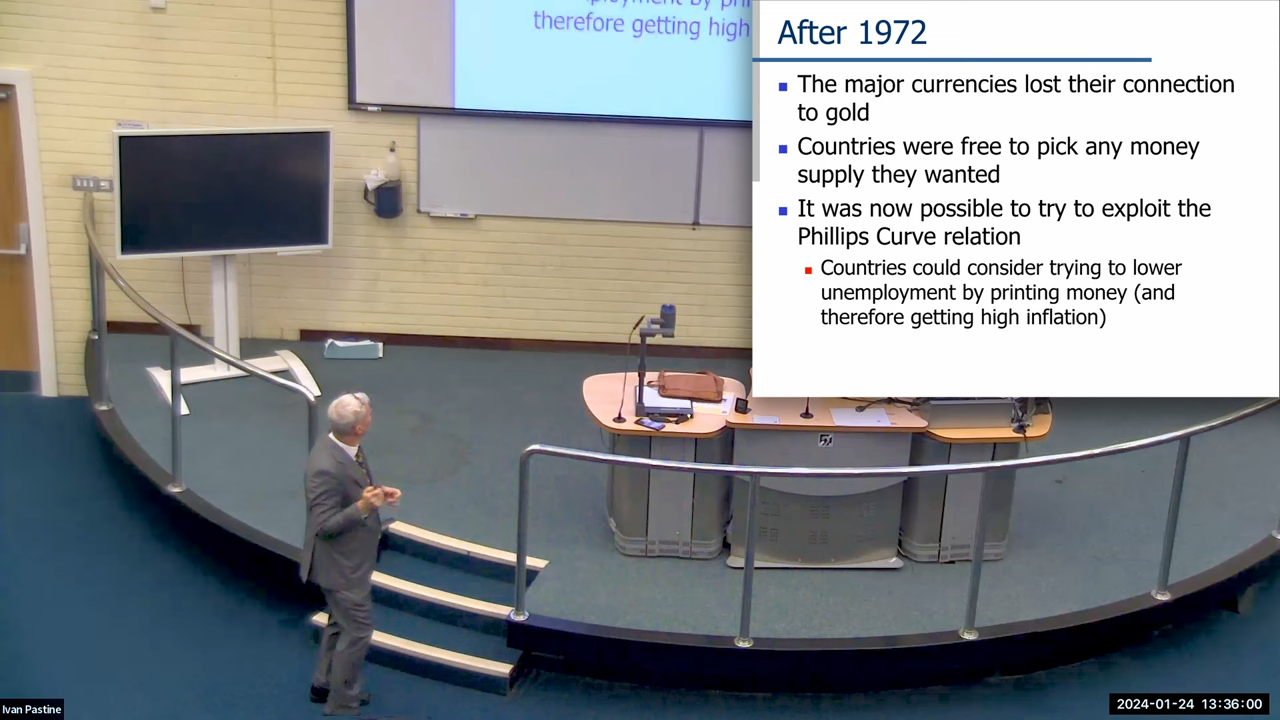 ployment by pri
therefore getting high
After 1972
The major currencies lost their connection
to gold
Countries were free to pick any money
supply they wanted
It was now possible to try to exploit the
Phillips Curve relation
Countries could consider trying to lower
unemployment by printing money (and
therefore getting high inflation)
Ivan Pastine
2024-01-24 13:36:00